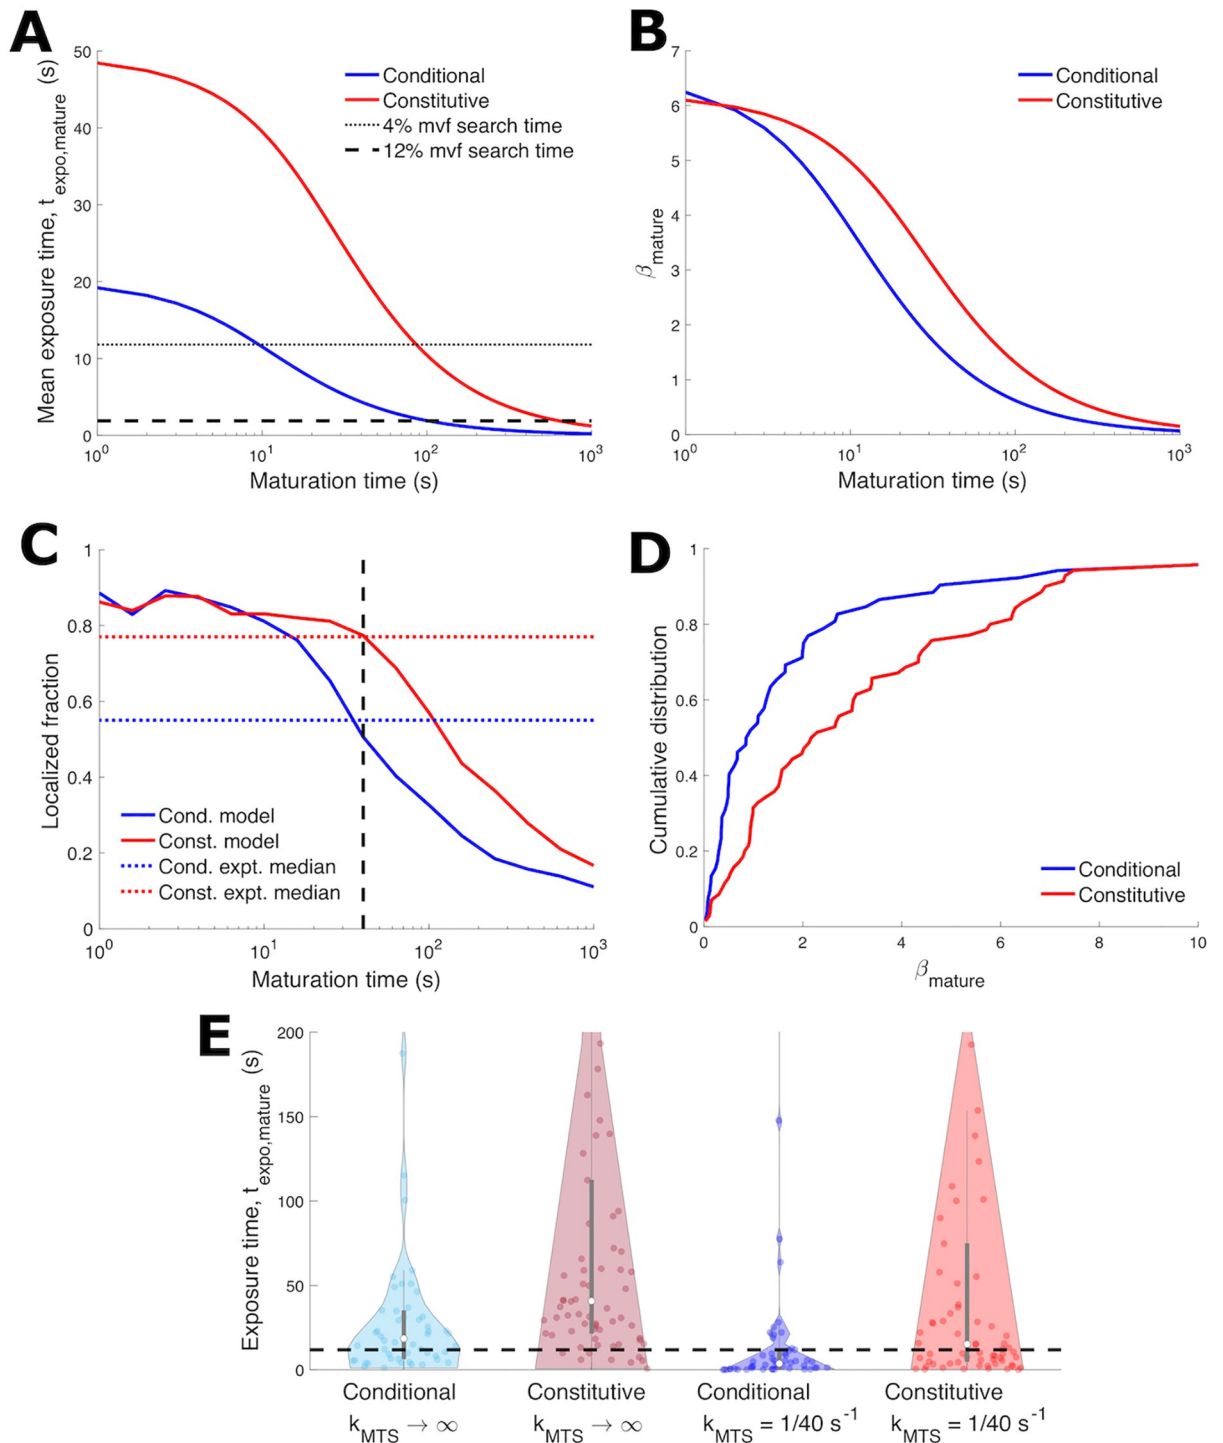 A
B
Mean exposure time, t_expo,mature (s)
50
40
30
20
10
0
Conditional
Constitutive
4% mvf search time
12% mvf search time
10^0
10^1
10^2
10^3
Maturation time (s)
β_mature
7
6
5
4
3
2
1
0
Conditional
Constitutive
10^0
10^1
10^2
10^3
Maturation time (s)
C
D
Localized fraction
1
0.8
0.6
0.4
0.2
0
Cond. model
Const. model
Cond. expt. median
Const. expt. median
10^0
10^1
10^2
10^3
Maturation time (s)
Cumulative distribution
1
0.8
0.6
0.4
0.2
0
Conditional
Constitutive
0
2
4
6
8
10
β_mature
E
Exposure time, t_expo,mature (s)
200
150
100
50
0
Conditional
k_MTS → ∞
Constitutive
k_MTS → ∞
Conditional
k_MTS = 1/40 s^-1
Constitutive
k_MTS = 1/40 s^-1